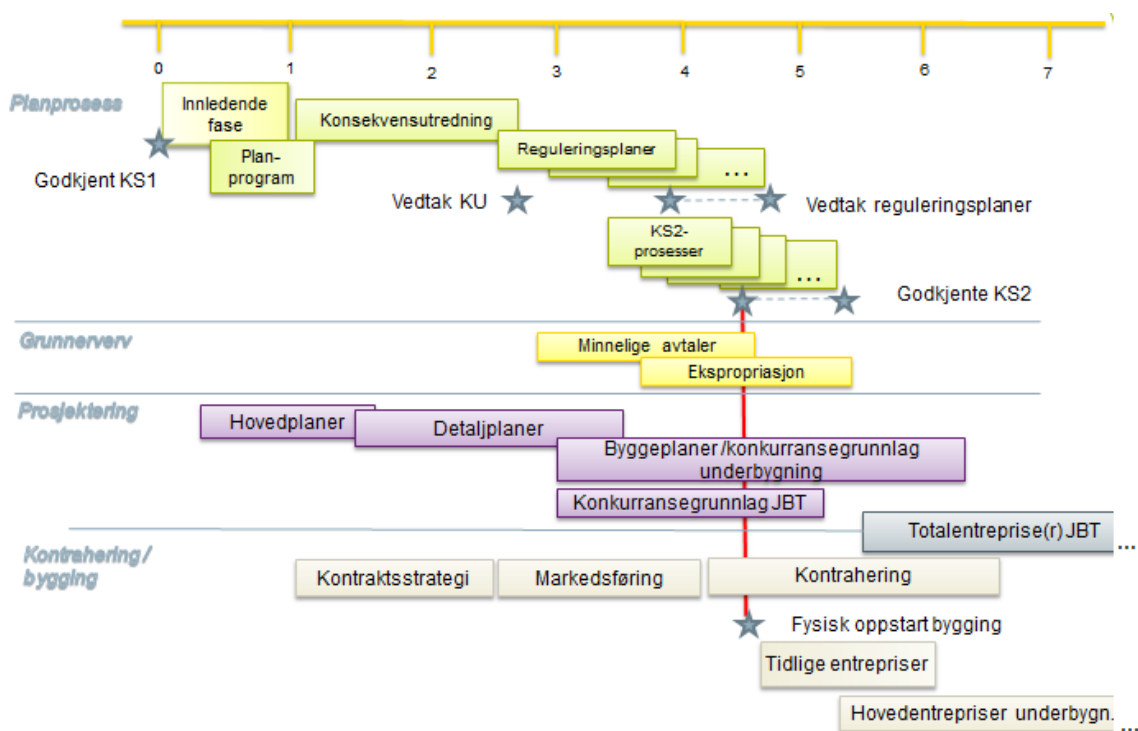 0 1 2 3 4 5 6 7
Planprosess
Innledende
fase
Konsekvensutredning
Plan-
program
Reguleringsplaner
...
Godkjent KS1
Vedtak KU
Vedtak reguleringsplaner
KS2-
prosesser
...
Godkjente KS2
Grunnerverv
Minnelige avtaler
Ekspropriasjon
Prosjektering
Hovedplaner
Detaljplaner
Byggeplaner/konkurransegrunnlag
underbygning
Konkurransegrunnlag JBT
Totalentreprise(r) JBT ...
Kontrahering/
bygging
Kontraktsstrategi
Markedsføring
Kontrahering
Fysisk oppstart bygging
Tidlige entrepriser
Hovedentrepriser underbygn. ...